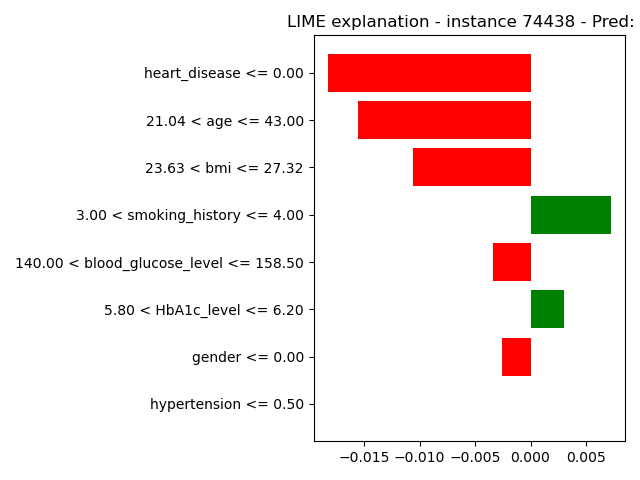 LIME explanation - instance 74438 - Pred:
heart_disease <= 0.00
21.04 < age <= 43.00
23.63 < bmi <= 27.32
3.00 < smoking_history <= 4.00
140.00 < blood_glucose_level <= 158.50
5.80 < HbA1c_level <= 6.20
gender <= 0.00
hypertension <= 0.50
−0.015 −0.010 −0.005 0.000 0.005